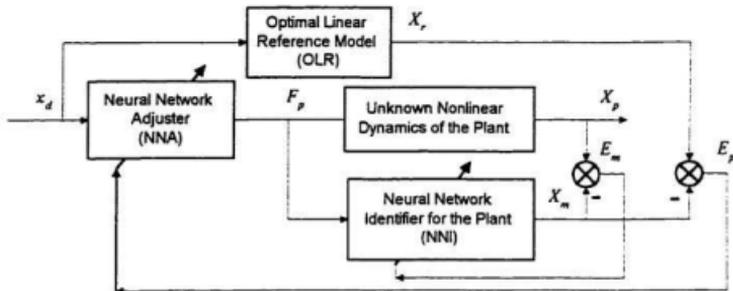 Optimal Linear
Reference Model
(OLR)
X_r
x_d
Neural Network
Adjuster
(NNA)
F_p
Unknown Nonlinear
Dynamics of the Plant
X_p
E_m
E_p
Neural Network
Identifier for the Plant
(NNI)
X_m
−
−